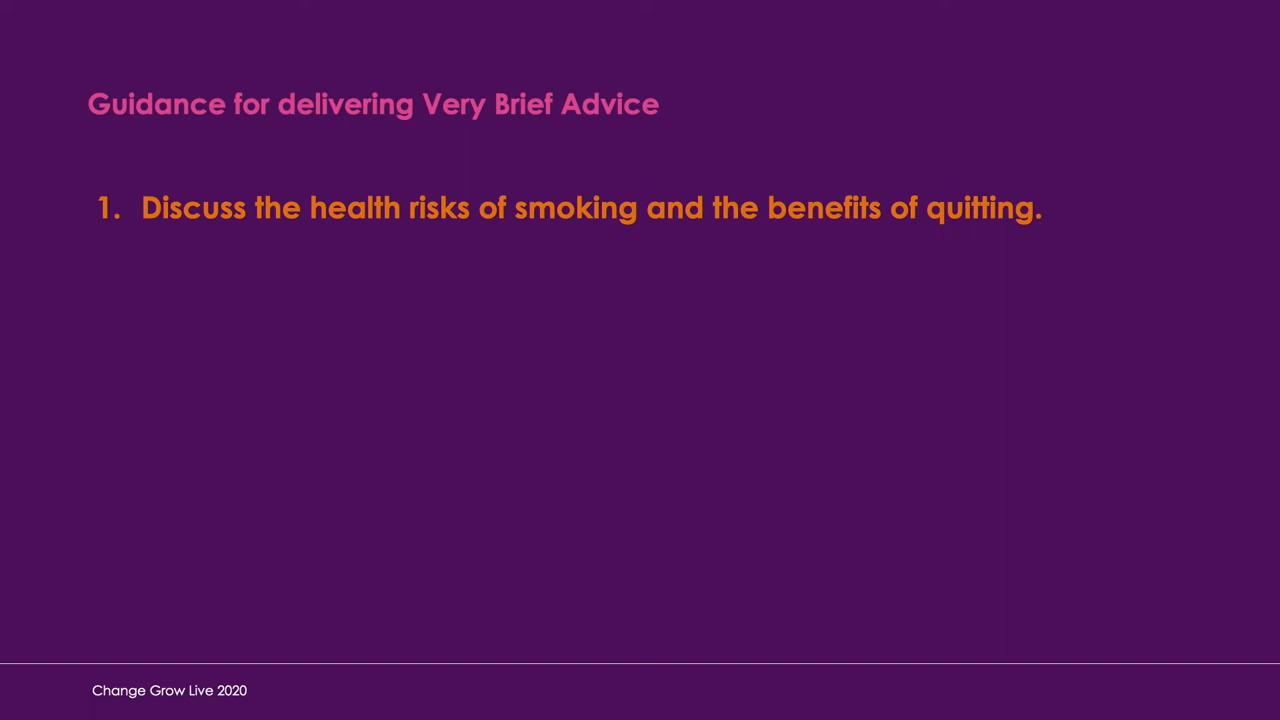 Guidance for delivering Very Brief Advice
1. Discuss the health risks of smoking and the benefits of quitting.
Change Grow Live 2020